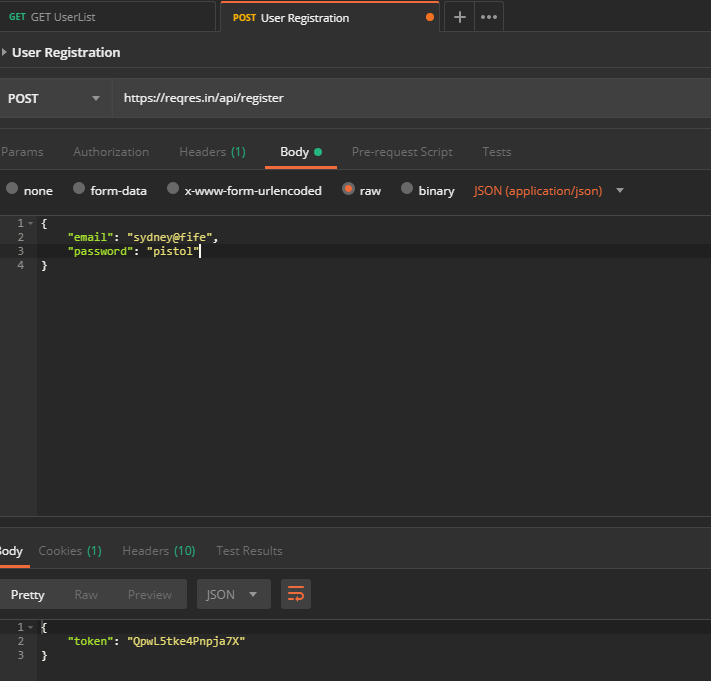 GET GET UserList POST User Registration + •••
User Registration
POST https://reqres.in/api/register
Params Authorization Headers (1) Body Pre-request Script Tests
none form-data x-www-form-urlencoded raw binary JSON (application/json)
1 {
2 "email": "sydney@fife",
3 "password": "pistol"
4 }
Body Cookies (1) Headers (10) Test Results
Pretty Raw Preview JSON
1 {
2 "token": "QpwL5tke4Pnpja7X"
3 }